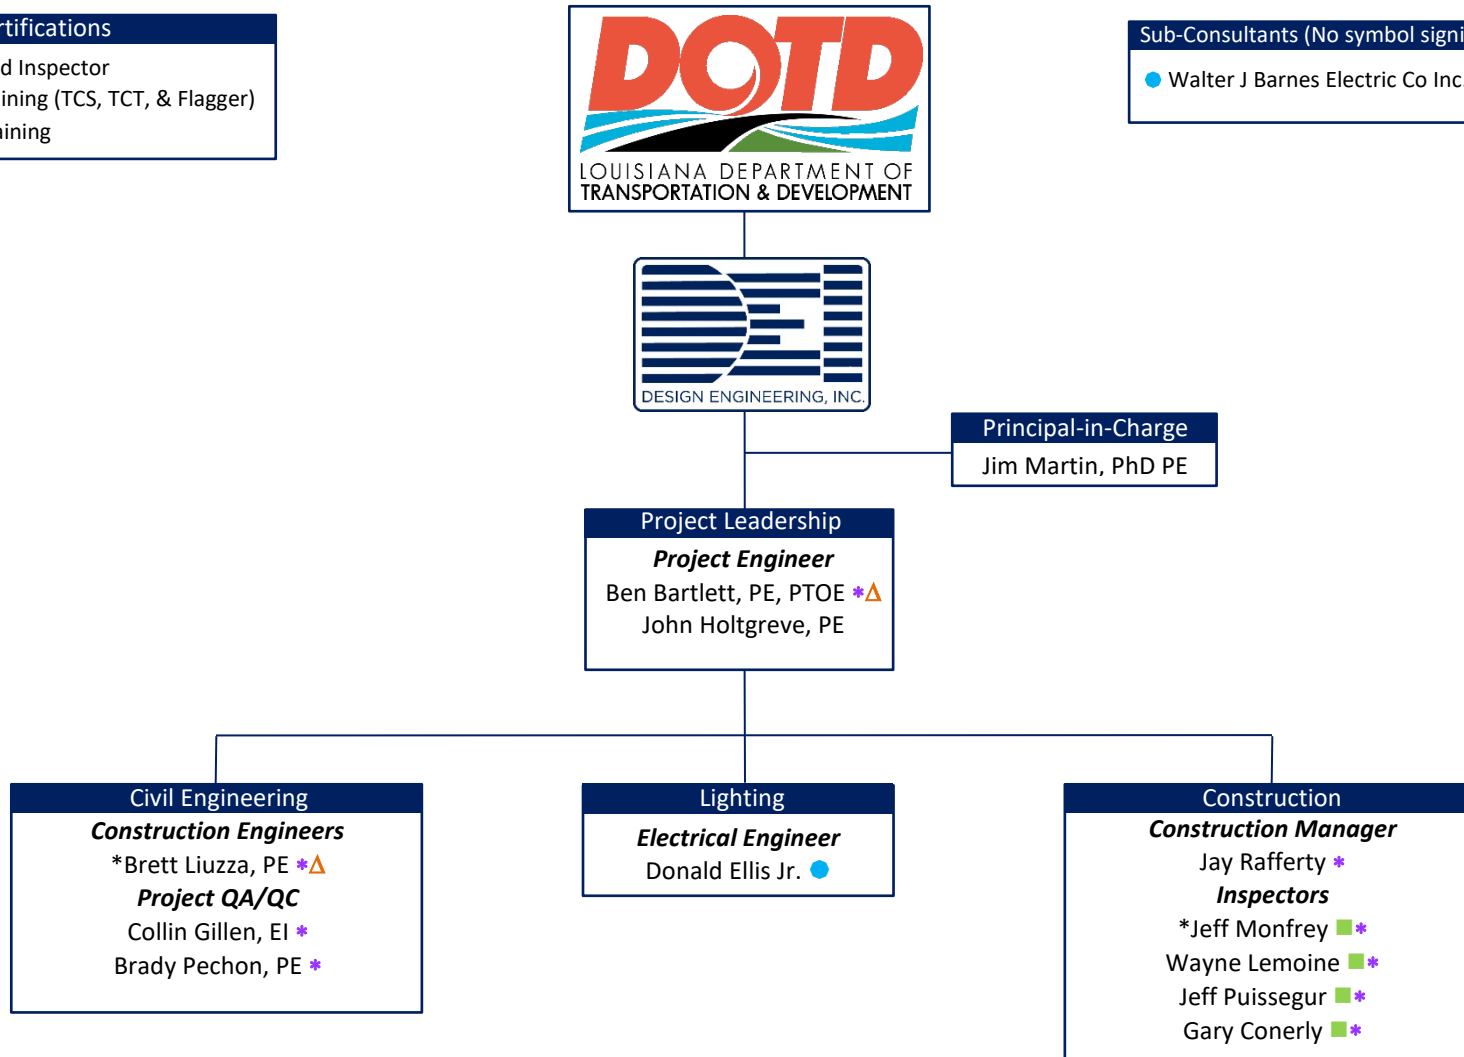 rtifications
d Inspector
ining (TCS, TCT, & Flagger)
aining
DOTD
LOUISIANA DEPARTMENT OF
TRANSPORTATION & DEVELOPMENT
Sub-Consultants (No symbol signi
Walter J Barnes Electric Co Inc.
DEI
DESIGN ENGINEERING, INC.
Principal-in-Charge
Jim Martin, PhD PE
Project Leadership
Project Engineer
Ben Bartlett, PE, PTOE *Δ
John Holtgreve, PE
Civil Engineering
Construction Engineers
*Brett Liuzza, PE *Δ
Project QA/QC
Collin Gillen, EI *
Brady Pechon, PE *
Lighting
Electrical Engineer
Donald Ellis Jr.
Construction
Construction Manager
Jay Rafferty *
Inspectors
*Jeff Monfrey ■*
Wayne Lemoine ■*
Jeff Puissegur ■*
Gary Conerly ■*